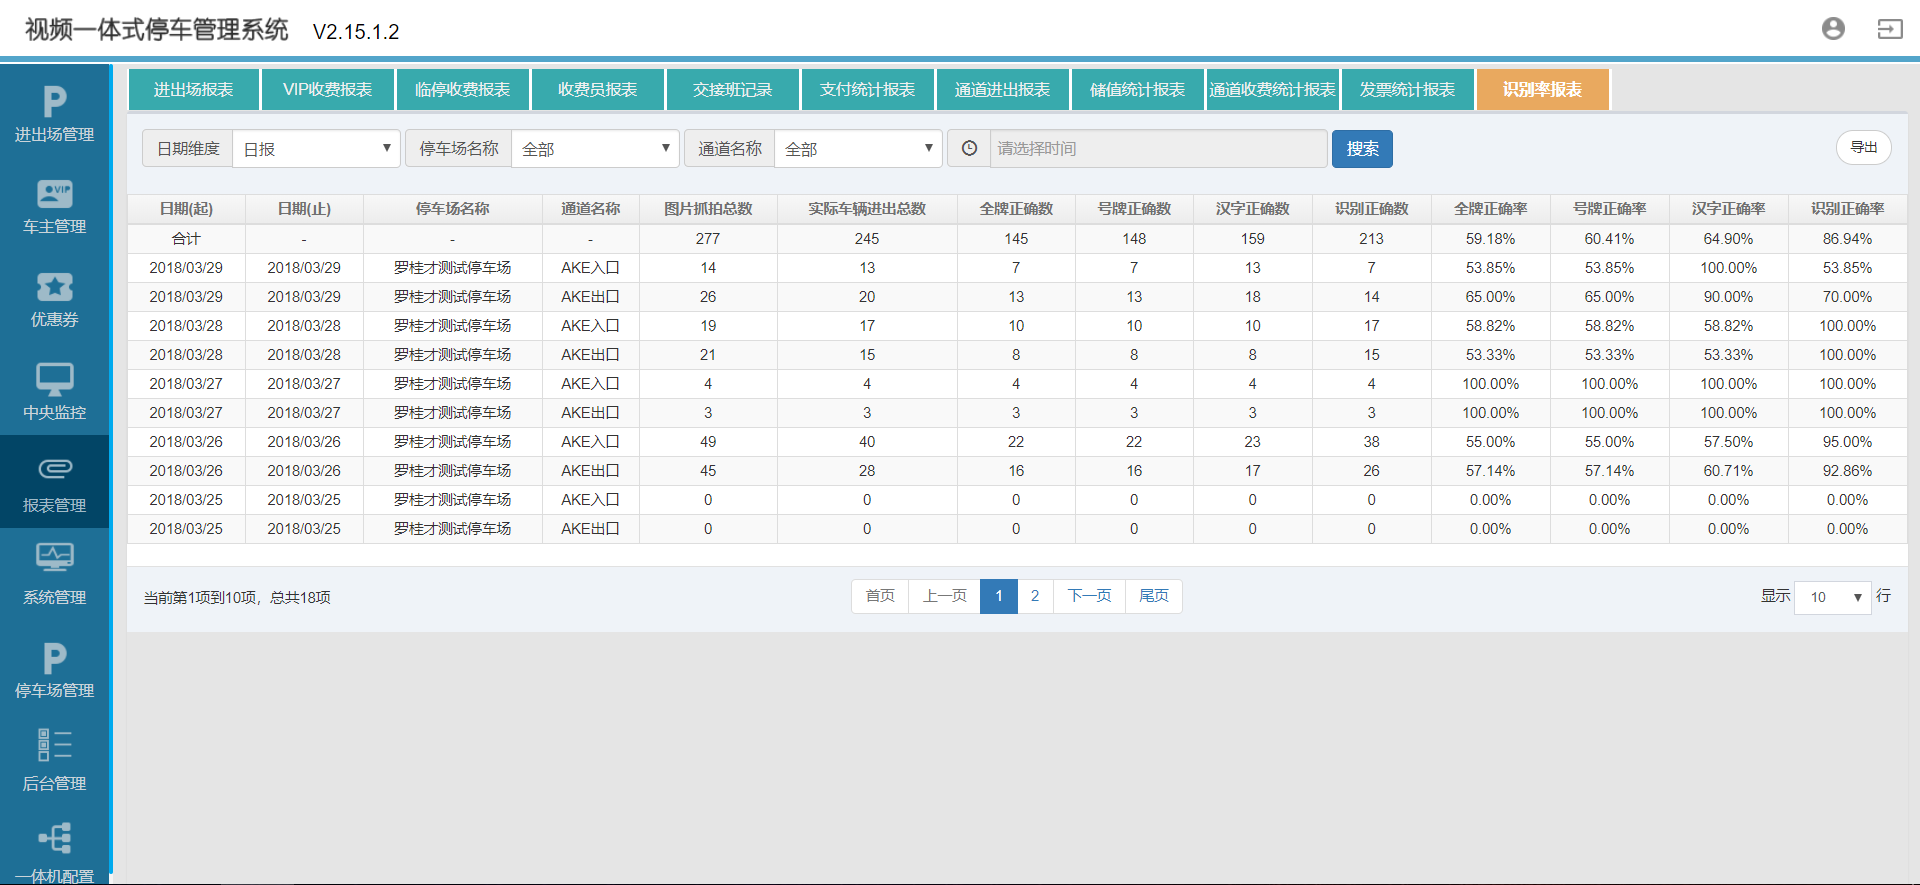 视频一体式停车管理系统 V2.15.1.2
进出场管理
车主管理
优惠券
中央监控
报表管理
系统管理
停车场管理
后台管理
一体机配置
进出场报表 VIP收费报表 临停收费报表 收费员报表 交接班记录 支付统计报表 通道进出报表 储值统计报表 通道收费统计报表 发票统计报表 识别率报表
日期维度 日报 停车场名称 全部 通道名称 全部 请选择时间 搜索 导出
日期(起) 日期(止) 停车场名称 通道名称 图片抓拍总数 实际车辆进出总数 全牌正确数 号牌正确数 汉字正确数 识别正确数 全牌正确率 号牌正确率 汉字正确率 识别正确率
合计 - - - 277 245 145 148 159 213 59.18% 60.41% 64.90% 86.94%
2018/03/29 2018/03/29 罗桂才测试停车场 AKE入口 14 13 7 7 13 7 53.85% 53.85% 100.00% 53.85%
2018/03/29 2018/03/29 罗桂才测试停车场 AKE出口 26 20 13 13 18 14 65.00% 65.00% 90.00% 70.00%
2018/03/28 2018/03/28 罗桂才测试停车场 AKE入口 19 17 10 10 10 17 58.82% 58.82% 58.82% 100.00%
2018/03/28 2018/03/28 罗桂才测试停车场 AKE出口 21 15 8 8 8 15 53.33% 53.33% 53.33% 100.00%
2018/03/27 2018/03/27 罗桂才测试停车场 AKE入口 4 4 4 4 4 4 100.00% 100.00% 100.00% 100.00%
2018/03/27 2018/03/27 罗桂才测试停车场 AKE出口 3 3 3 3 3 3 100.00% 100.00% 100.00% 100.00%
2018/03/26 2018/03/26 罗桂才测试停车场 AKE入口 49 40 22 22 23 38 55.00% 55.00% 57.50% 95.00%
2018/03/26 2018/03/26 罗桂才测试停车场 AKE出口 45 28 16 16 17 26 57.14% 57.14% 60.71% 92.86%
2018/03/25 2018/03/25 罗桂才测试停车场 AKE入口 0 0 0 0 0 0 0.00% 0.00% 0.00% 0.00%
2018/03/25 2018/03/25 罗桂才测试停车场 AKE出口 0 0 0 0 0 0 0.00% 0.00% 0.00% 0.00%
当前第1项到10项，总共18项 首页 上一页 1 2 下一页 尾页 显示 10 行